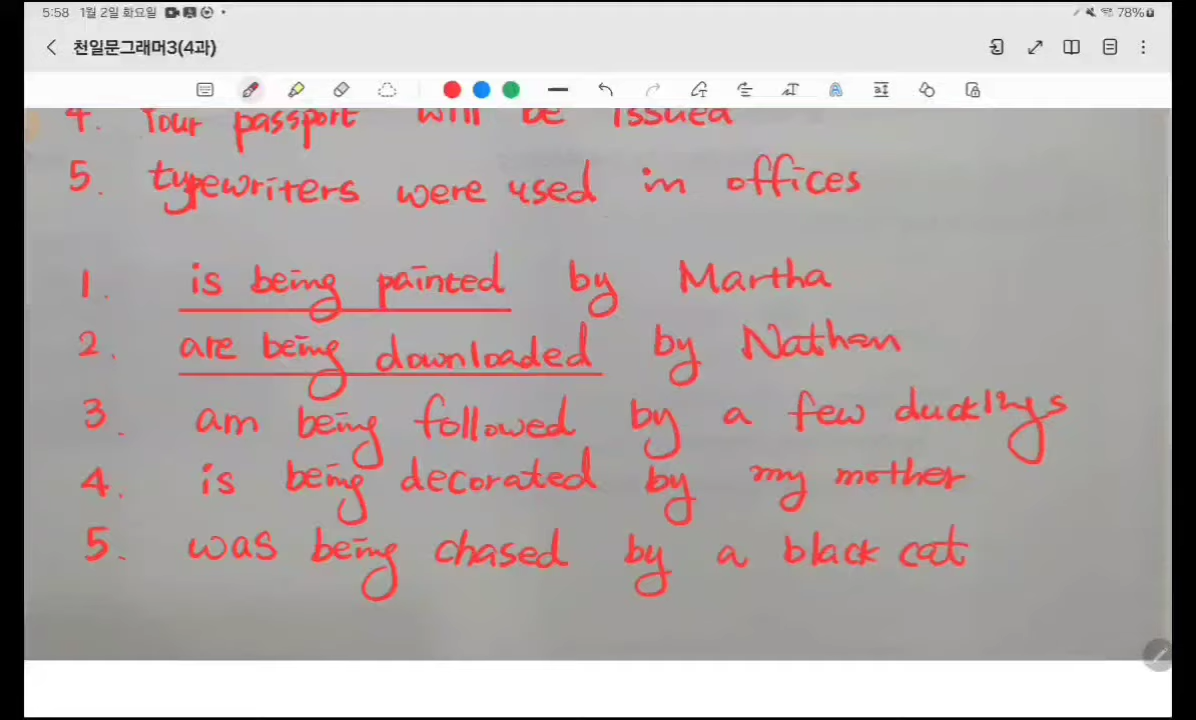 5:58 1월 2일 화요일
78%
천일문그래머3(4과)
4. Your passport will be issued
5. typewriters were used in offices
1. is being painted by Martha
2. are being downloaded by Nathan
3. am being followed by a few ducklings
4. is being decorated by my mother
5. was being chased by a black cat